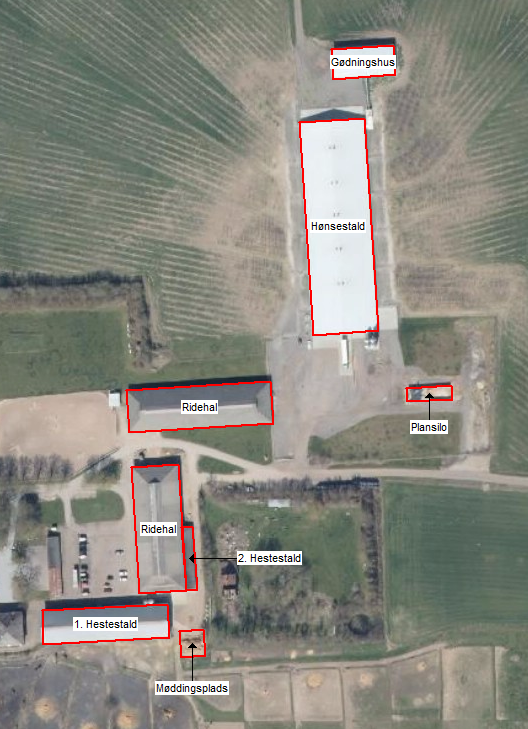 Gødningshus
Hønsestald
Ridehal
Plansilo
Ridehal
2. Hestestald
1. Hestestald
Møddingsplads